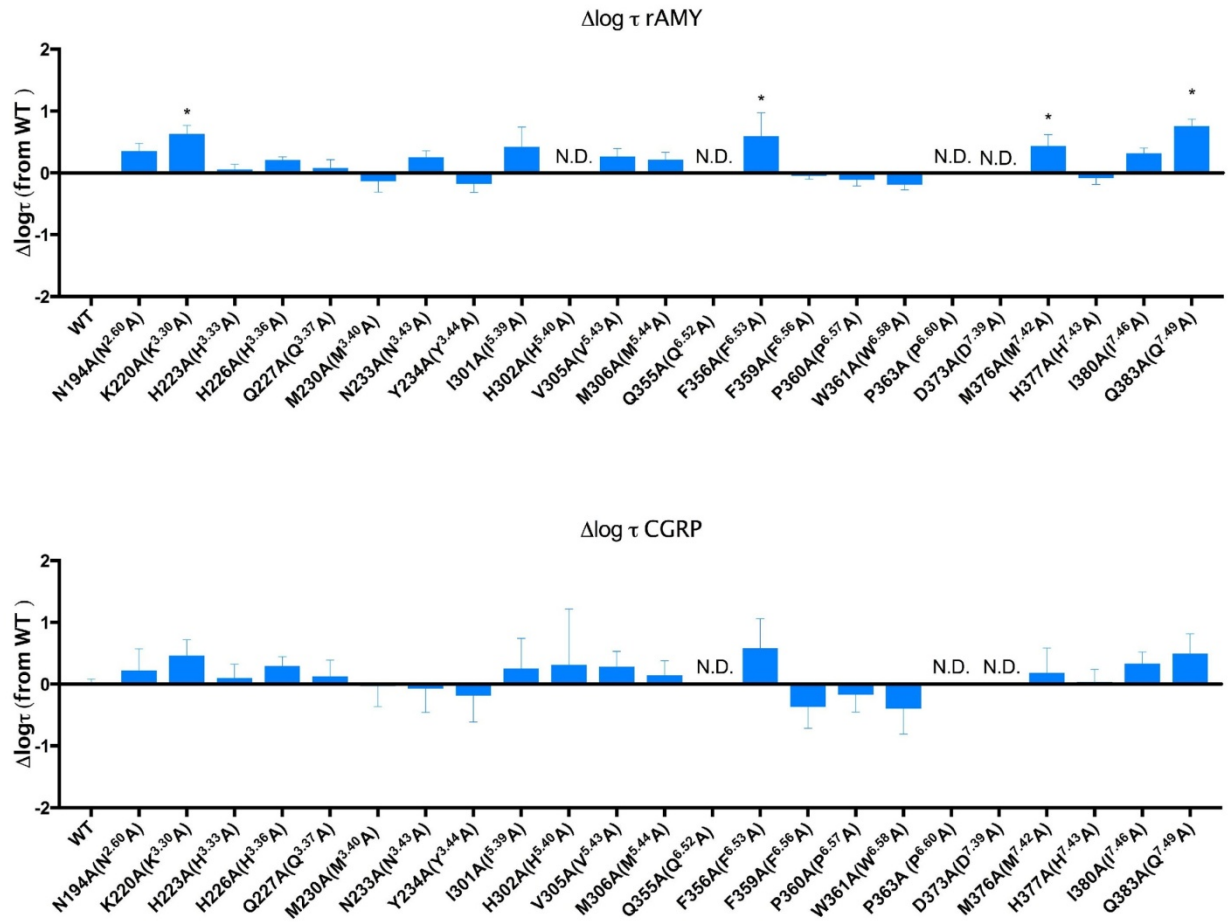 Δlog τ rAMY
Δlogτ (from WT )
2
1
0
-1
-2
*
N.D.
N.D.
*
N.D.
N.D.
*
*
WT
N194A(N2.60A)
K220A(K3.30A)
H223A(H3.33A)
H226A(H3.36A)
Q227A(Q3.37A)
M230A(M3.40A)
N233A(N3.43A)
Y234A(Y3.44A)
I301A(I5.39A)
H302A(H5.40A)
V305A(V5.43A)
M306A(M5.44A)
Q355A(Q6.52A)
F356A(F6.53A)
F359A(F6.56A)
P360A(P6.57A)
W361A(W6.58A)
P363A (P6.60A)
D373A(D7.39A)
M376A(M7.42A)
H377A(H7.43A)
I380A(I7.46A)
Q383A(Q7.49A)
Δlog τ CGRP
Δlogτ (from WT )
2
1
0
-1
-2
N.D.
N.D.
N.D.
WT
N194A(N2.60A)
K220A(K3.30A)
H223A(H3.33A)
H226A(H3.36A)
Q227A(Q3.37A)
M230A(M3.40A)
N233A(N3.43A)
Y234A(Y3.44A)
I301A(I5.39A)
H302A(H5.40A)
V305A(V5.43A)
M306A(M5.44A)
Q355A(Q6.52A)
F356A(F6.53A)
F359A(F6.56A)
P360A(P6.57A)
W361A(W6.58A)
P363A (P6.60A)
D373A(D7.39A)
M376A(M7.42A)
H377A(H7.43A)
I380A(I7.46A)
Q383A(Q7.49A)